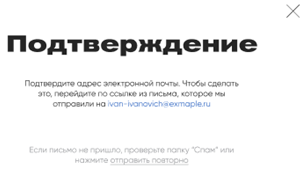 Подтверждение
Подтвердите адрес электронной почты. Чтобы сделать
это, перейдите по ссылке из письма, которое мы
отправили на ivan-ivanovich@exmaple.ru
Если письмо не пришло, проверьте папку "Спам" или
нажмите отправить повторно